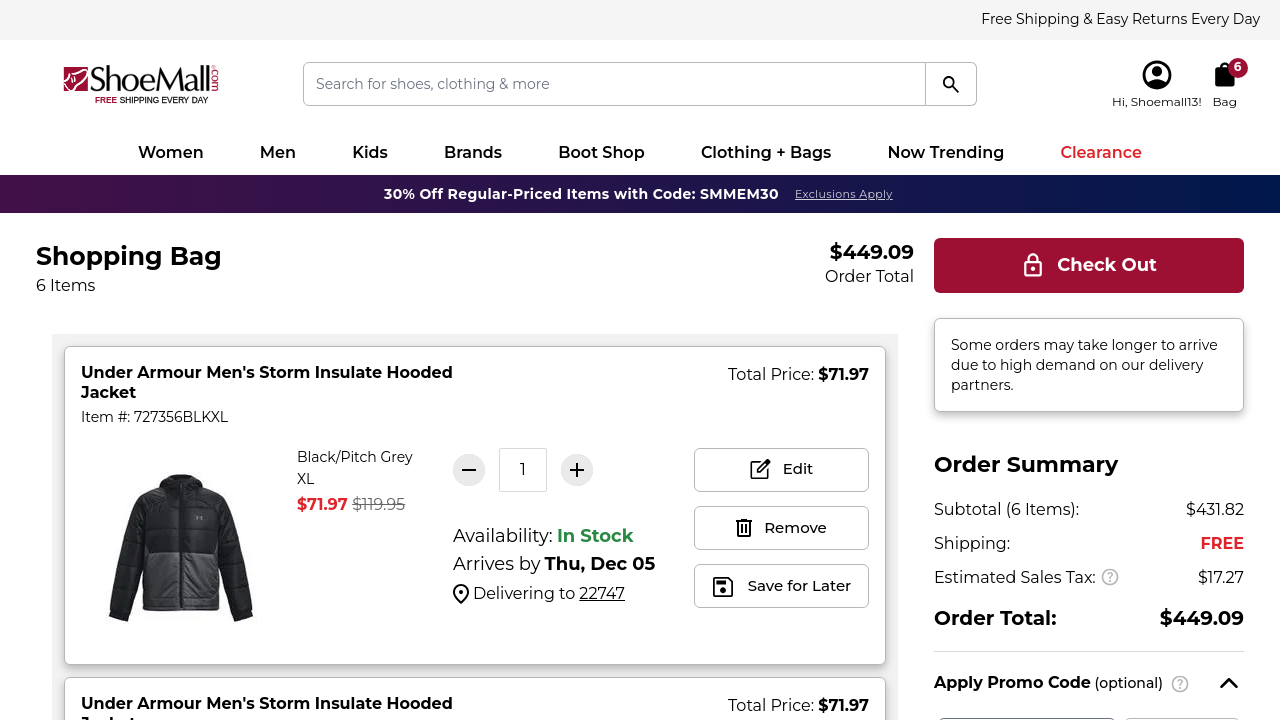 Free Shipping & Easy Returns Every Day
ShoeMall.com
FREE SHIPPING EVERY DAY
Search for shoes, clothing & more
Hi, Shoemall13!
6
Bag
Women Men Kids Brands Boot Shop Clothing + Bags Now Trending Clearance
30% Off Regular-Priced Items with Code: SMMEM30 Exclusions Apply
Shopping Bag
6 Items
$449.09
Order Total
Check Out
Some orders may take longer to arrive
due to high demand on our delivery
partners.
Under Armour Men's Storm Insulate Hooded
Jacket
Item #: 727356BLKXL
Total Price: $71.97
Black/Pitch Grey
XL
$71.97 $119.95
1
Availability: In Stock
Arrives by Thu, Dec 05
Delivering to 22747
Edit
Remove
Save for Later
Order Summary
Subtotal (6 Items): $431.82
Shipping: FREE
Estimated Sales Tax: ? $17.27
Order Total: $449.09
Apply Promo Code (optional) ?
Under Armour Men's Storm Insulate Hooded
Jacket
Total Price: $71.97